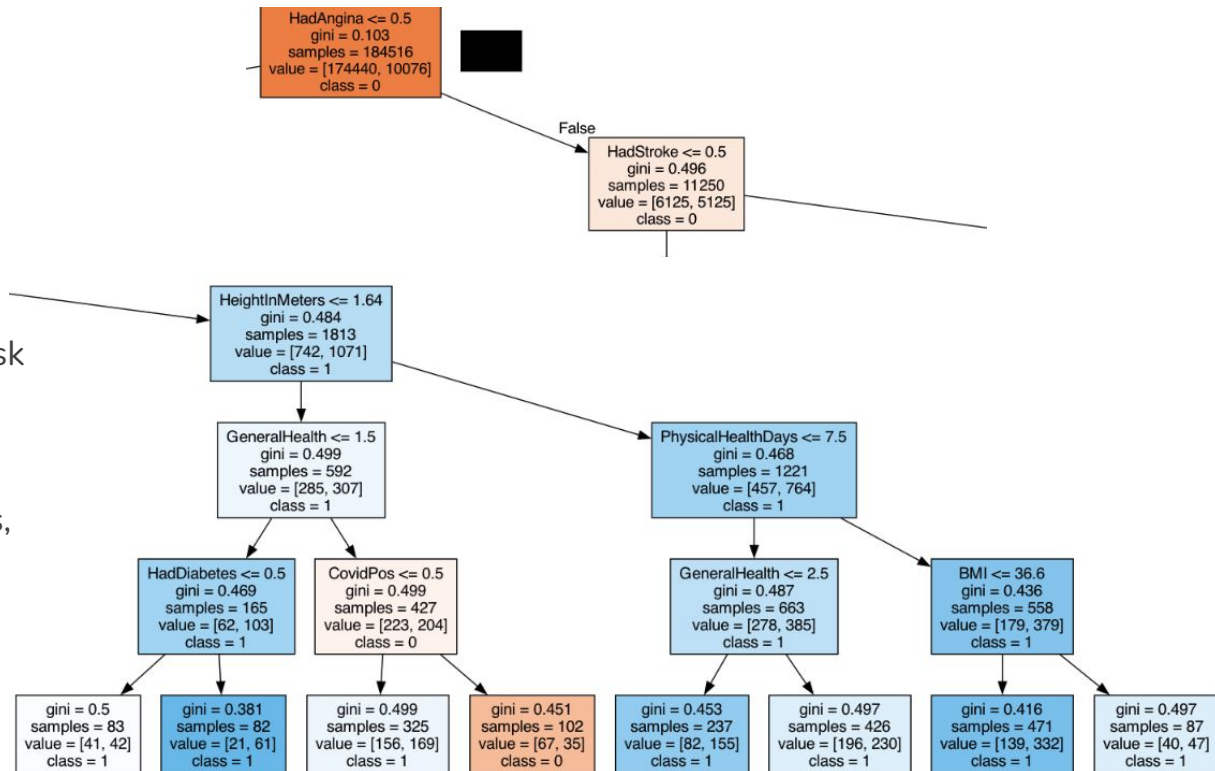 HadAngina <= 0.5
gini = 0.103
samples = 184516
value = [174440, 10076]
class = 0
False
HadStroke <= 0.5
gini = 0.496
samples = 11250
value = [6125, 5125]
class = 0
HeightInMeters <= 1.64
gini = 0.484
samples = 1813
value = [742, 1071]
class = 1
sk
GeneralHealth <= 1.5
gini = 0.499
samples = 592
value = [285, 307]
class = 1
PhysicalHealthDays <= 7.5
gini = 0.468
samples = 1221
value = [457, 764]
class = 1
s,
HadDiabetes <= 0.5
gini = 0.469
samples = 165
value = [62, 103]
class = 1
CovidPos <= 0.5
gini = 0.499
samples = 427
value = [223, 204]
class = 0
GeneralHealth <= 2.5
gini = 0.487
samples = 663
value = [278, 385]
class = 1
BMI <= 36.6
gini = 0.436
samples = 558
value = [179, 379]
class = 1
gini = 0.5
samples = 83
value = [41, 42]
class = 1
gini = 0.381
samples = 82
value = [21, 61]
class = 1
gini = 0.499
samples = 325
value = [156, 169]
class = 1
gini = 0.451
samples = 102
value = [67, 35]
class = 0
gini = 0.453
samples = 237
value = [82, 155]
class = 1
gini = 0.497
samples = 426
value = [196, 230]
class = 1
gini = 0.416
samples = 471
value = [139, 332]
class = 1
gini = 0.497
samples = 87
value = [40, 47]
class = 1